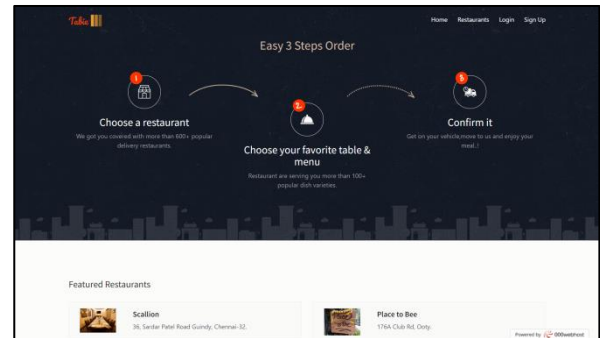 Tabin
Home Restaurants Login Sign Up
Easy 3 Steps Order
1
Choose a restaurant
We got you covered with more than 600+ popular
delivery restaurants.
2
Choose your favorite table &
menu
Restaurant are serving you more than 100+
popular dish varieties.
3
Confirm it
Get on your vehicle,move to us and enjoy your
meal..!
Featured Restaurants
Scallion
36, Sardar Patel Road Guindy, Chennai-32.
Place to Bee
176A Club Rd, Ooty.
Powered by 000webhost